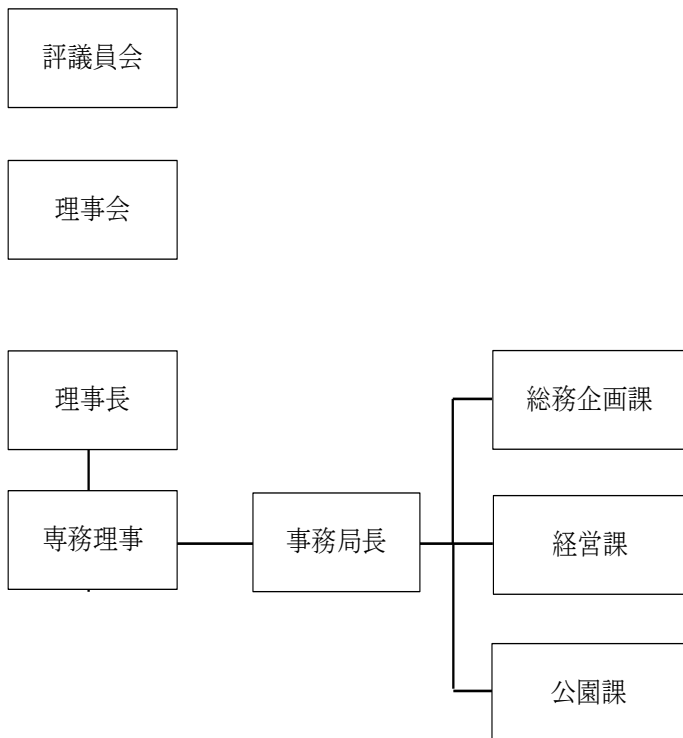 評議員会
理事会
理事長
専務理事
事務局長
総務企画課
経営課
公園課